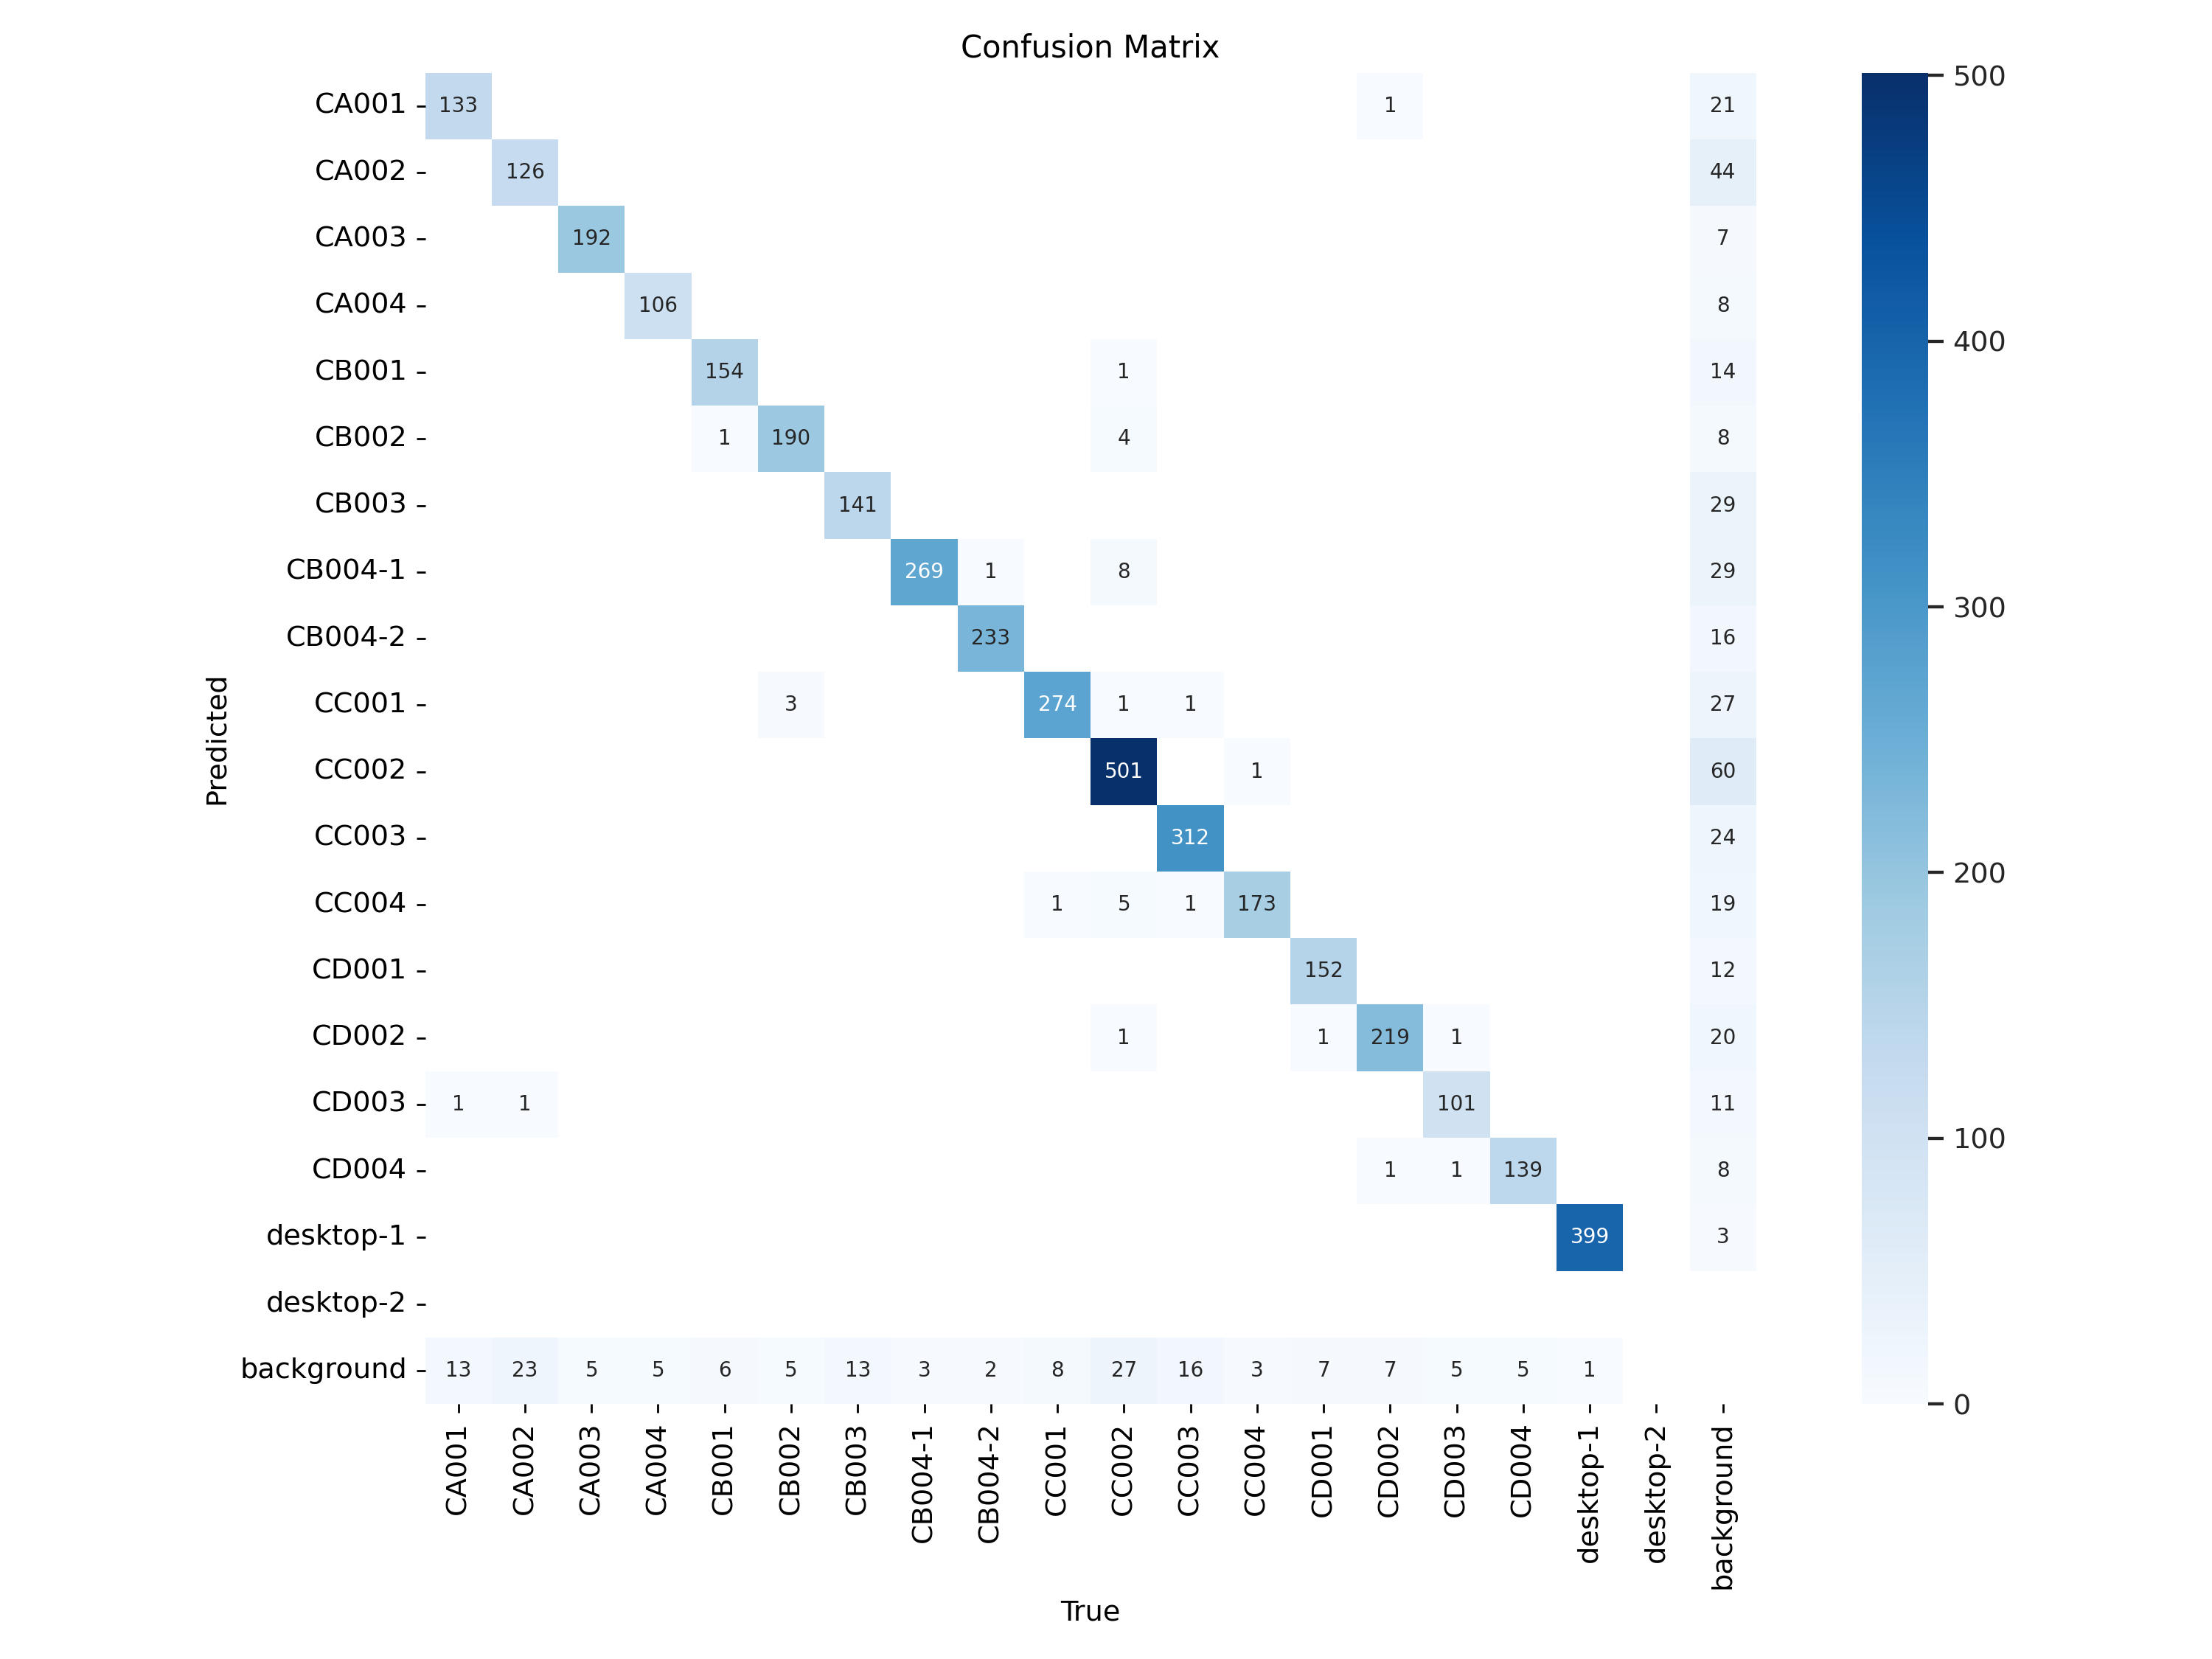 Confusion Matrix
CA001 133 1 21
CA002 126 44
CA003 192 7
CA004 106 8
CB001 154 1 14
CB002 1 190 4 8
CB003 141 29
CB004-1 269 1 8 29
CB004-2 233 16
CC001 3 274 1 1 27
CC002 501 1 60
CC003 312 24
CC004 1 5 1 173 19
CD001 152 12
CD002 1 1 219 1 20
CD003 1 1 101 11
CD004 1 1 139 8
desktop-1 399 3
desktop-2
background 13 23 5 5 6 5 13 3 2 8 27 16 3 7 7 5 5 1
Predicted
CA001 CA002 CA003 CA004 CB001 CB002 CB003 CB004-1 CB004-2 CC001 CC002 CC003 CC004 CD001 CD002 CD003 CD004 desktop-1 desktop-2 background
True
500
400
300
200
100
0